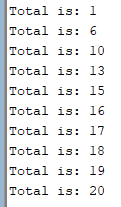 Total is: 1
Total is: 6
Total is: 10
Total is: 13
Total is: 15
Total is: 16
Total is: 17
Total is: 18
Total is: 19
Total is: 20